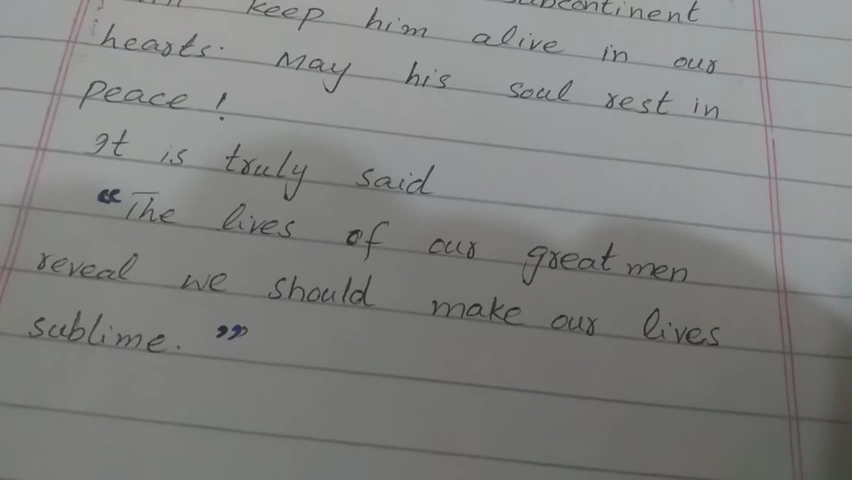 keep him alive in our subcontinent
hearts. May his soul rest in
peace!
It is truly said
“The lives of our great men
reveal we should make our lives
sublime.”